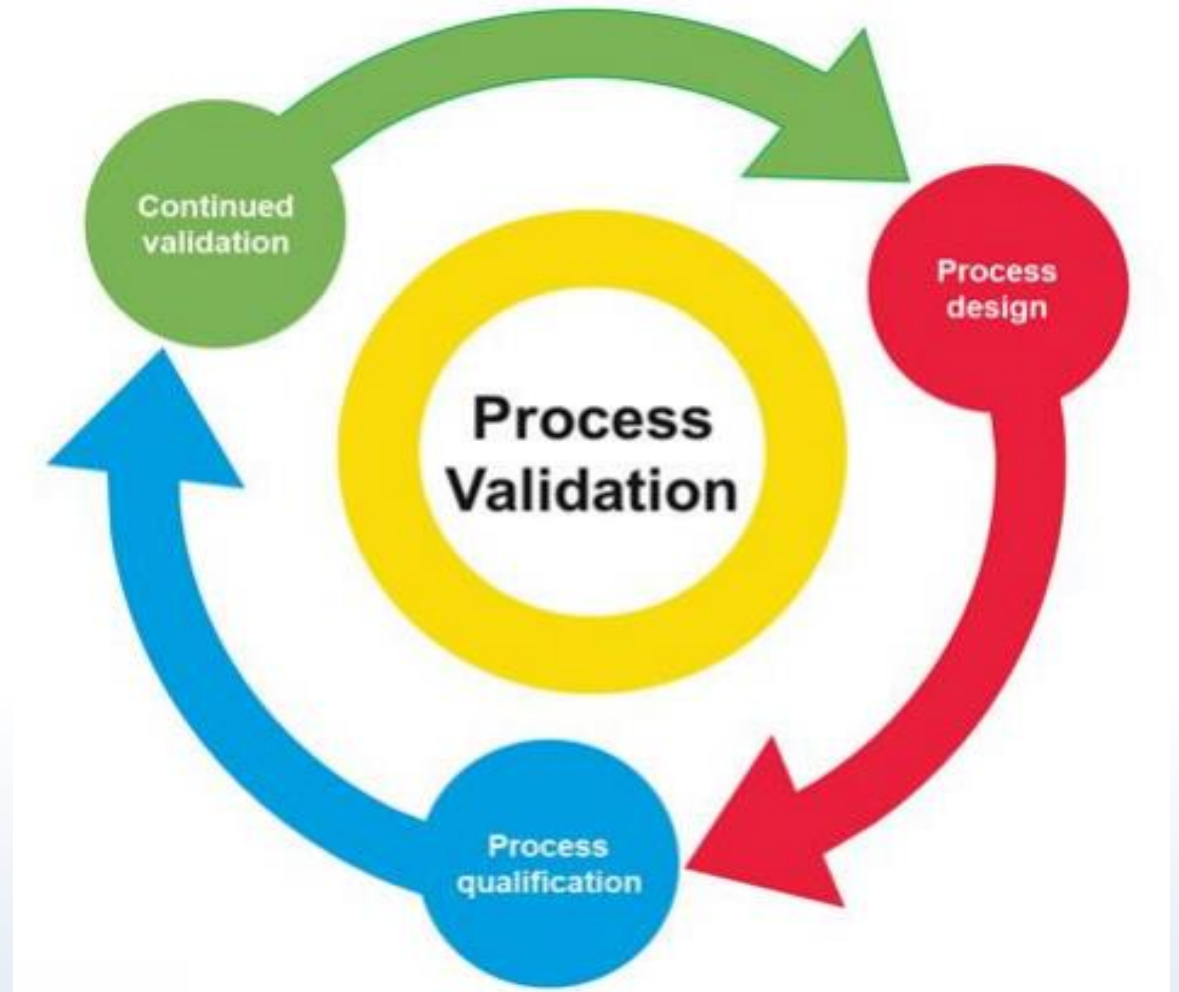 Continued
validation
Process
design
Process
Validation
Process
qualification